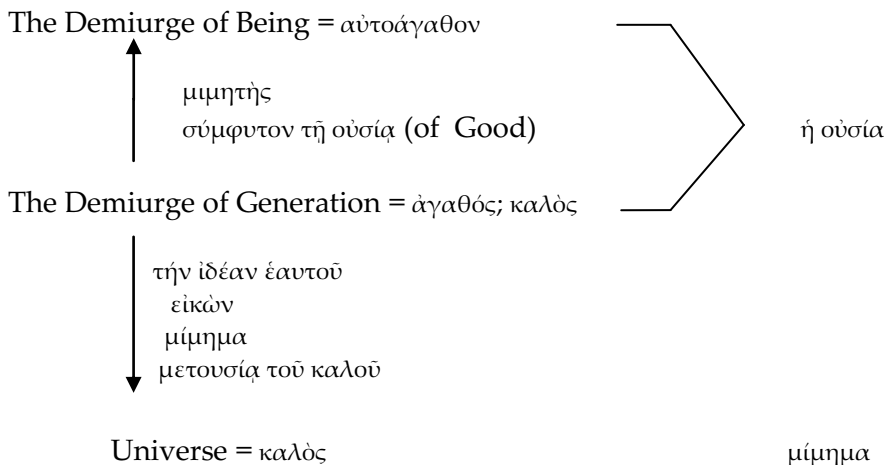 The Demiurge of Being = αὐτοάγαθον
μιμητὴς
σύμφυτον τῇ οὐσίᾳ (of Good)
ἡ οὐσία
The Demiurge of Generation = ἀγαθός; καλὸς
τήν ἰδέαν ἑαυτοῦ
εἰκὼν
μίμημα
μετουσίᾳ τοῦ καλοῦ
Universe = καλὸς
μίμημα